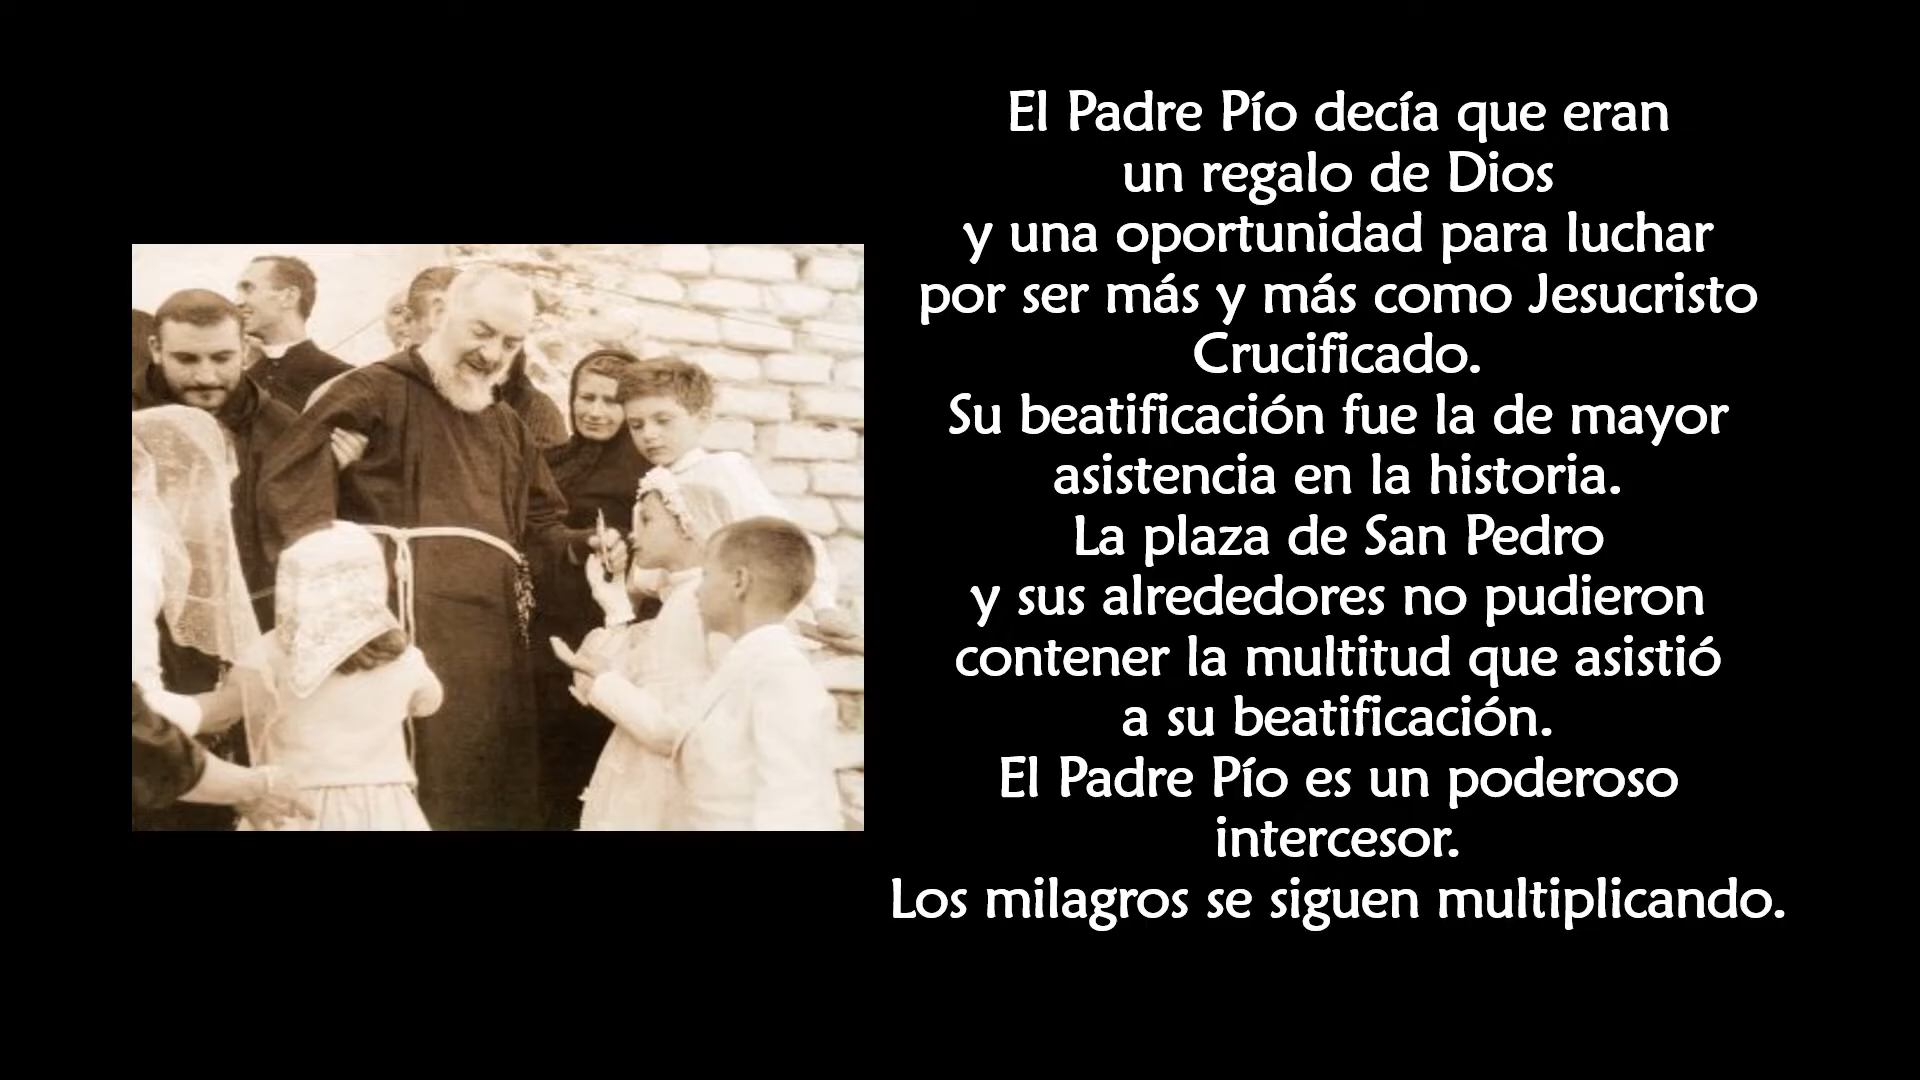 El Padre Pío decía que eran
un regalo de Dios
y una oportunidad para luchar
por ser más y más como Jesucristo
Crucificado.
Su beatificación fue la de mayor
asistencia en la historia.
La plaza de San Pedro
y sus alrededores no pudieron
contener la multitud que asistió
a su beatificación.
El Padre Pío es un poderoso
intercesor.
Los milagros se siguen multiplicando.